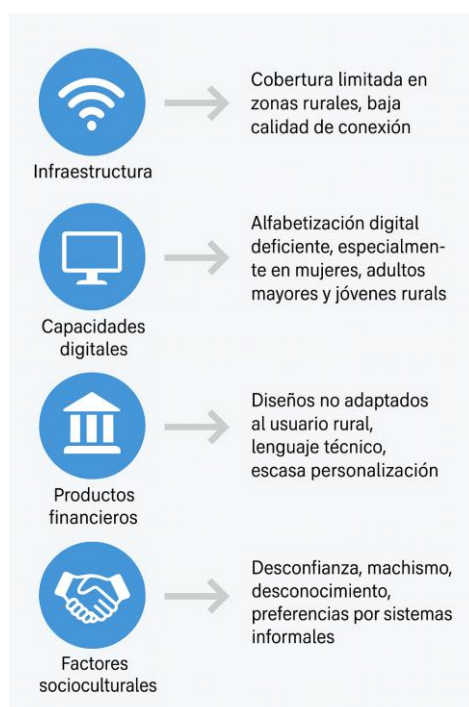 Infraestructura
Cobertura limitada en
zonas rurales, baja
calidad de conexión
Capacidades
digitales
Alfabetización digital
deficiente, especialmen-
te en mujeres, adultos
mayores y jóvenes rurals
Productos
financieros
Diseños no adaptados
al usuario rural,
lenguaje técnico,
escasa personalización
Factores
socioculturales
Desconfianza, machismo,
desconocimiento,
preferencias por sistemas
informales